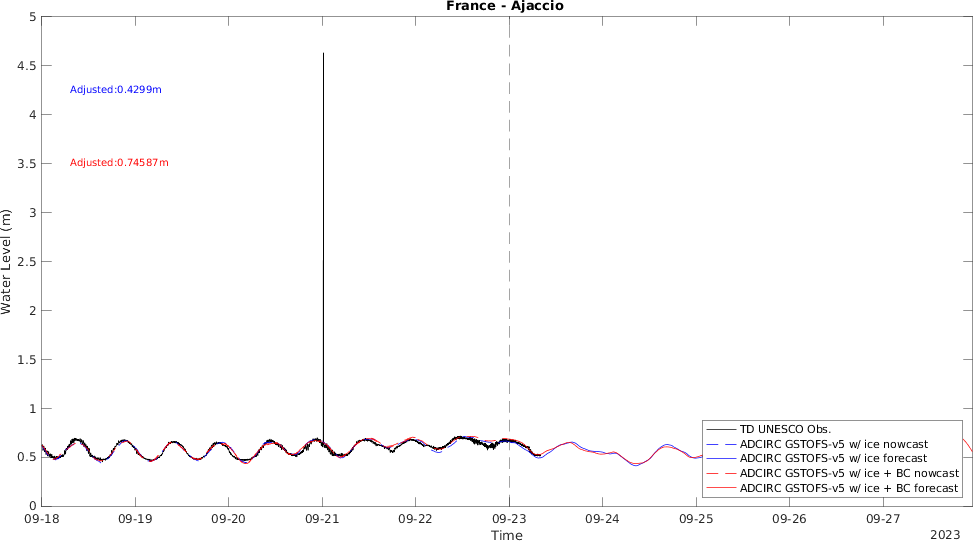 France - Ajaccio
5
4.5
4
3.5
3
2.5
2
1.5
1
0.5
0
Water Level (m)
Adjusted:0.4299m
Adjusted:0.74587m
TD UNESCO Obs.
ADCIRC GSTOFS-v5 w/ ice nowcast
ADCIRC GSTOFS-v5 w/ ice forecast
ADCIRC GSTOFS-v5 w/ ice + BC nowcast
ADCIRC GSTOFS-v5 w/ ice + BC forecast
09-18 09-19 09-20 09-21 09-22 09-23 09-24 09-25 09-26 09-27
Time
2023